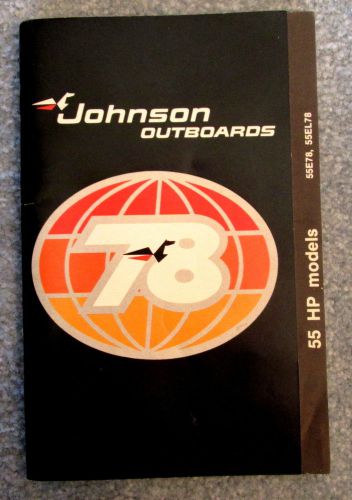 Johnson
OUTBOARDS
78
55 HP models
55E78, 55EL78